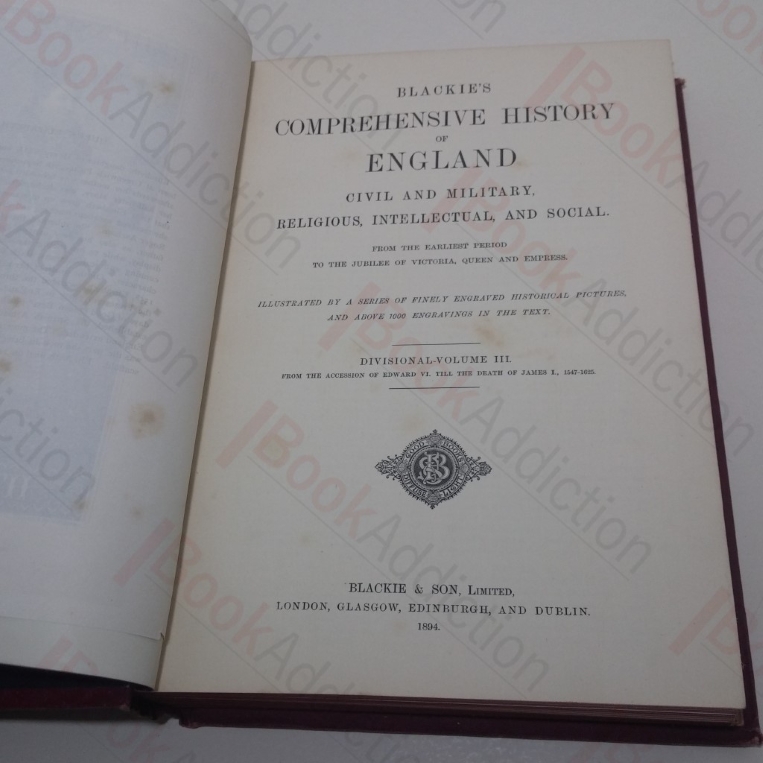 BLACKIE'S
COMPREHENSIVE HISTORY
OF
ENGLAND
CIVIL AND MILITARY,
RELIGIOUS, INTELLECTUAL, AND SOCIAL.
FROM THE EARLIEST PERIOD
TO THE JUBILEE OF VICTORIA, QUEEN AND EMPRESS.
ILLUSTRATED BY A SERIES OF FINELY ENGRAVED HISTORICAL PICTURES,
AND ABOVE 1000 ENGRAVINGS IN THE TEXT.
DIVISIONAL-VOLUME III.
FROM THE ACCESSION OF EDWARD VI. TILL THE DEATH OF JAMES I., 1547-1625.
GOOD BOOKS
BLACKIE & SON, LIMITED,
LONDON, GLASGOW, EDINBURGH, AND DUBLIN.
1894.
BookAddiction